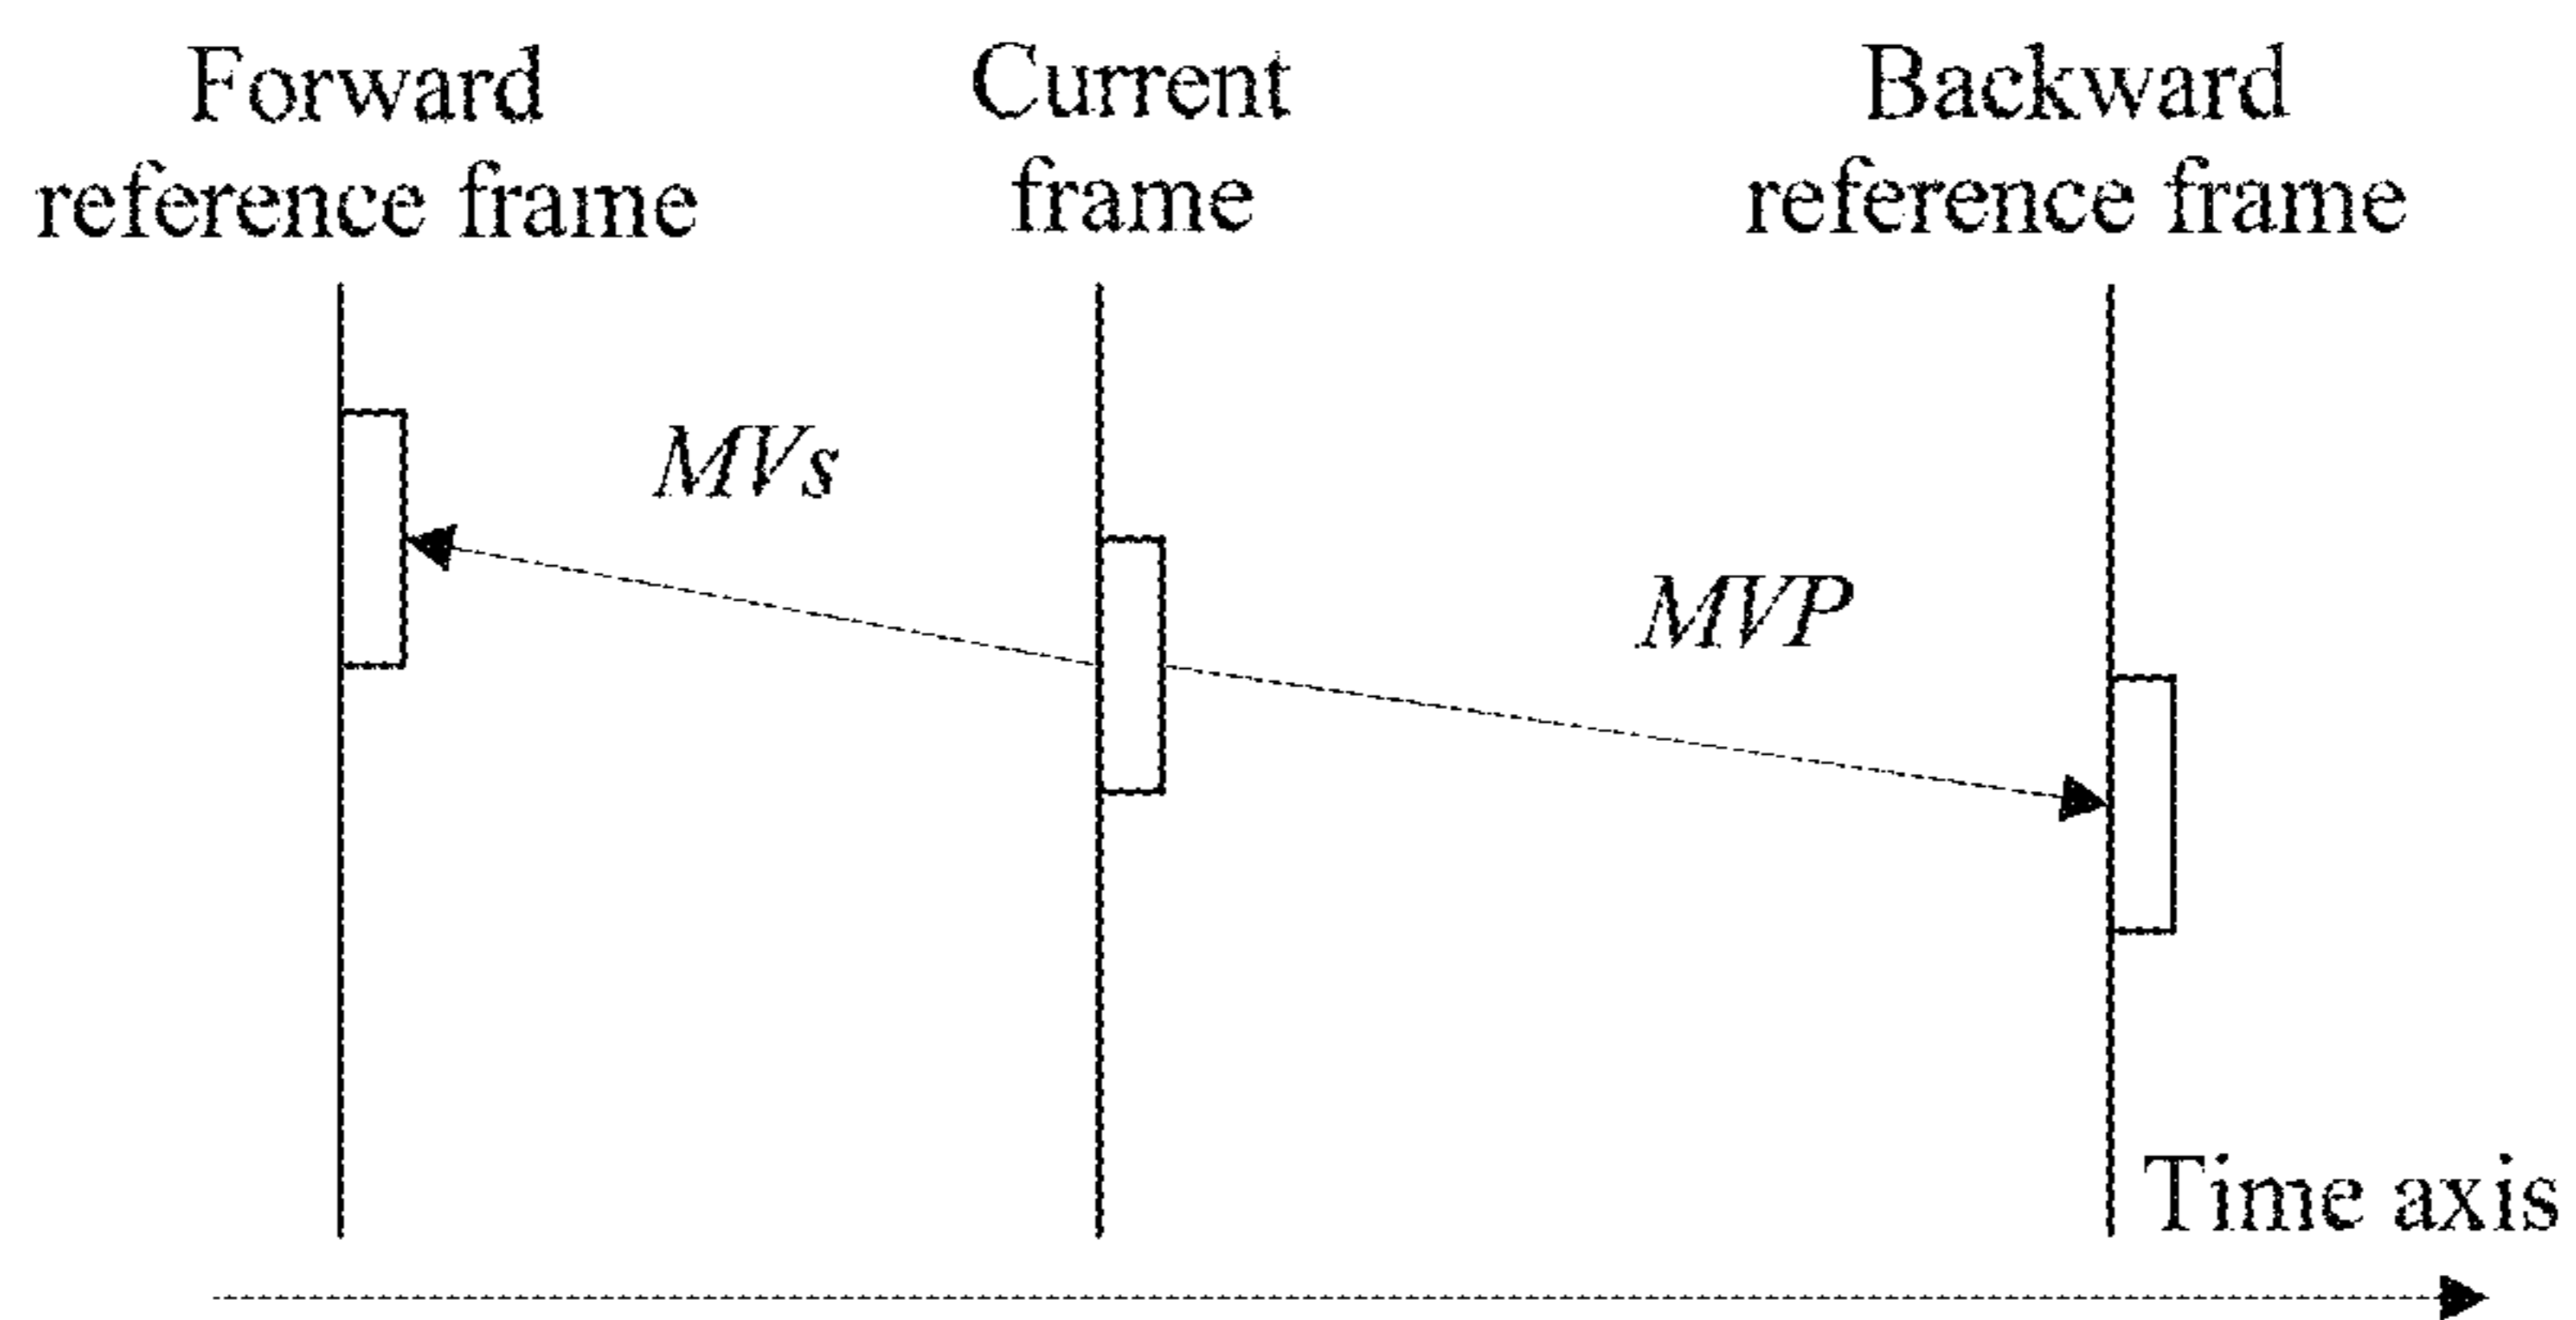 Forward
reference frame
Current
frame
Backward
reference frame
MVs
MVP
Time axis